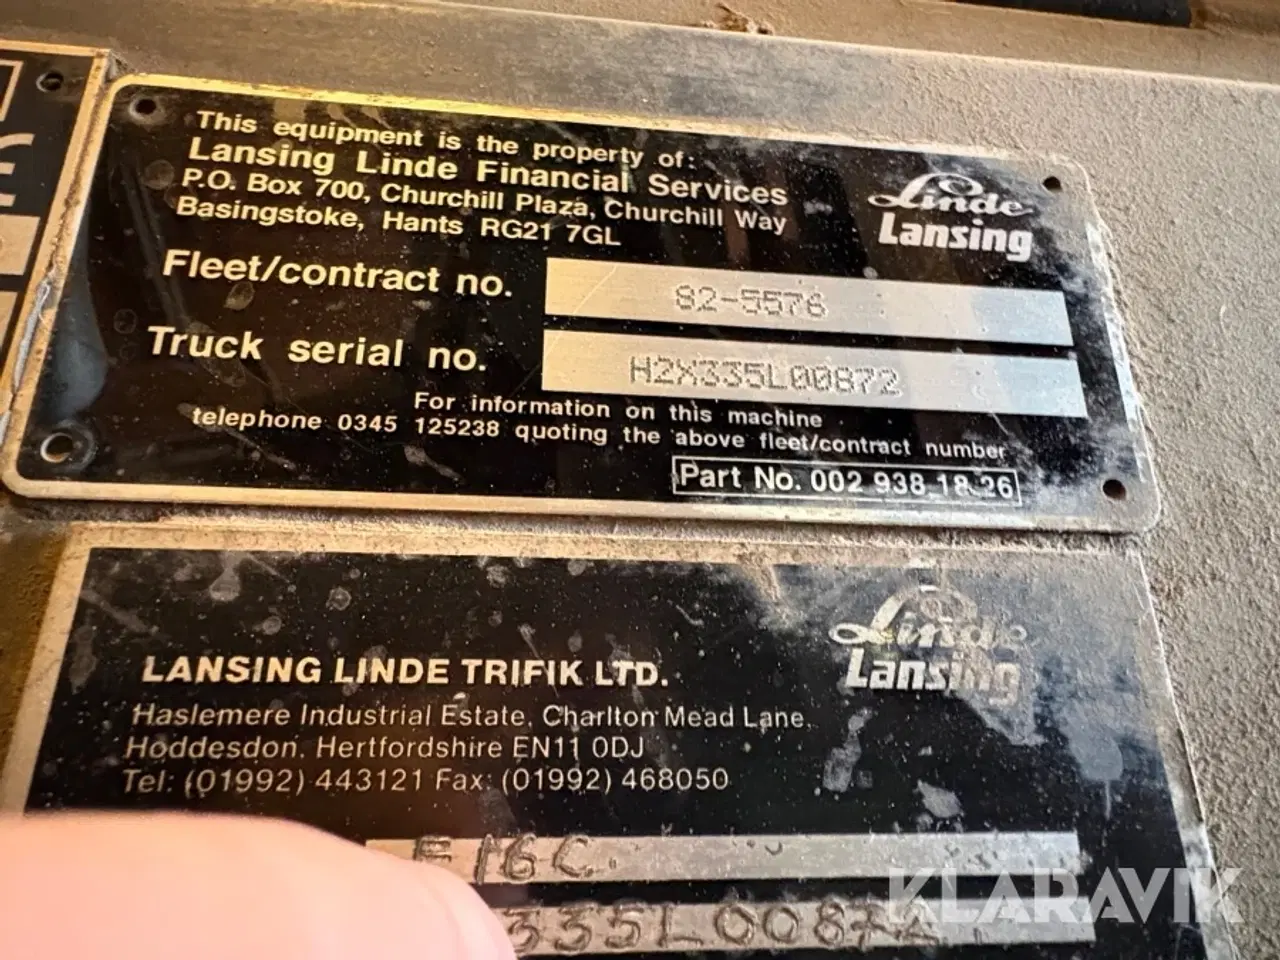 This equipment is the property of:
Lansing Linde Financial Services
P.O. Box 700, Churchill Plaza, Churchill Way
Basingstoke, Hants RG21 7GL
Linde
Lansing
Fleet/contract no. 82-5576
Truck serial no. H2X335L00872
For information on this machine
telephone 0345 125238 quoting the above fleet/contract number
Part No. 002 938 18 26
Linde
Lansing
LANSING LINDE TRIFIK LTD.
Haslemere Industrial Estate, Charlton Mead Lane,
Hoddesdon, Hertfordshire EN11 0DJ
Tel: (01992) 443121 Fax: (01992) 468050
E16C
335L00872
KLARAVIK